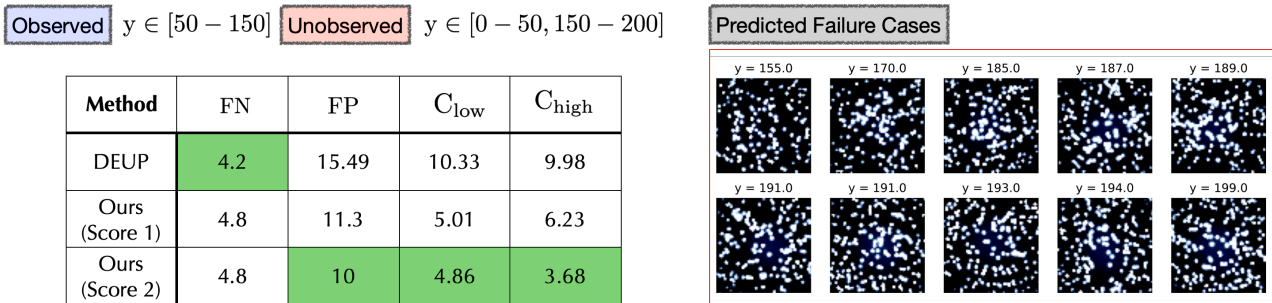 Observed y ∈ [50 − 150] Unobserved y ∈ [0 − 50, 150 − 200]
Method FN FP C_low C_high
DEUP 4.2 15.49 10.33 9.98
Ours (Score 1) 4.8 11.3 5.01 6.23
Ours (Score 2) 4.8 10 4.86 3.68
Predicted Failure Cases
y = 155.0 y = 170.0 y = 185.0 y = 187.0 y = 189.0
y = 191.0 y = 191.0 y = 193.0 y = 194.0 y = 199.0